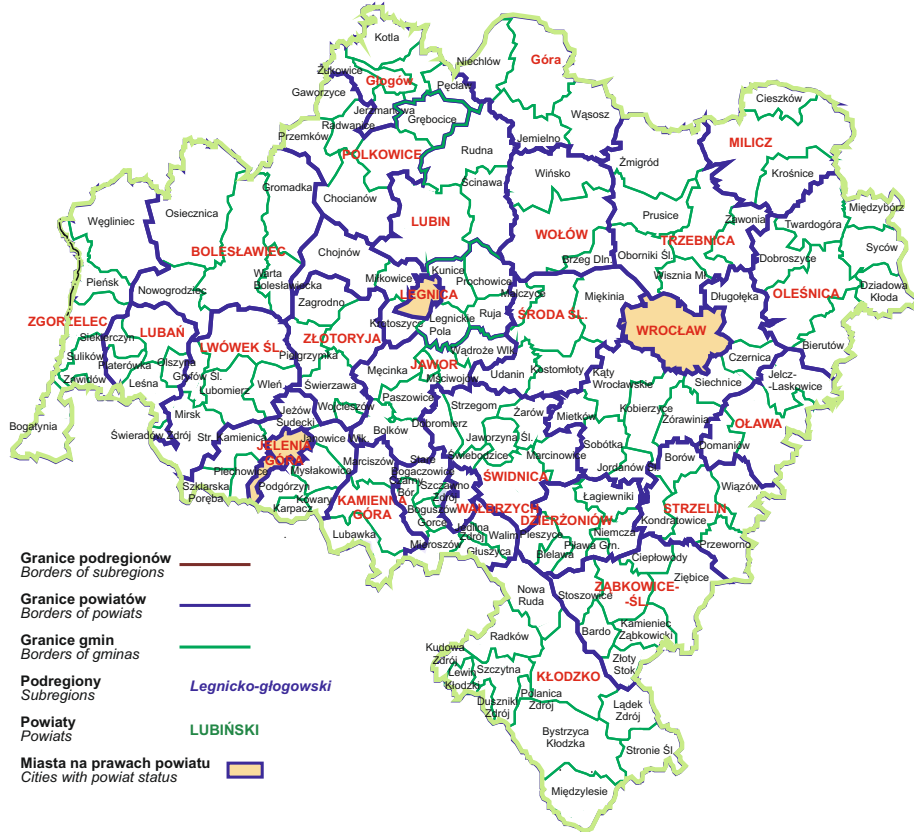 Kotla
Niechlów
Góra
Żukowice
Głogów
Pęcław
Gaworzyce
Jerzmanowa
Grębocice
Wąsosz
Cieszków
Radwanice
Przemków
Jemielno
MILICZ
POLKOWICE
Rudna
Żmigród
Wińsko
Krośnice
Gromadka
Ścinawa
Chocianów
Międzybórz
Osiecznica
Prusice
Zawonia
Twardogóra
Węgliniec
LUBIN
WOŁÓW
TRZEBNICA
Syców
BOLESŁAWIEC
Chojnów
Oborniki Śl.
Brzeg Dln.
Dobroszyce
Kunice
Wisznia Mł.
Warta
Bolesławiecka
Miłkowice
Prochowice
Dziadowa
Kłoda
Pieńsk
Nowogrodziec
LEGNICA
Malczyce
Miękinia
Długołęka
OLEŚNICA
Zagrodno
Legnickie
Pole
Ruja
ŚRODA ŚL.
ZGORZELEC
LUBAŃ
Krotoszyce
WROCŁAW
Siekierczyn
LWÓWEK ŚL.
ZŁOTORYJA
Bierutów
Sulików
Platerówka
Olszyna
Pielgrzymka
Wądroże Wlk.
Czernica
Zawidów
Leśna
Gryfów Śl.
Męcinka
JAWOR
Mściwojów
Udanin
Kostomłoty
Kąty
Wrocławskie
Siechnice
Jelcz-
-Laskowice
Lubomierz
Wleń
Świerzawa
Paszowice
Mirsk
Wojcieszów
Strzegom
Żarów
Mietków
Kobierzyce
Żórawinia
OŁAWA
Bogatynia
Świeradów Zdrój
Jeżów
Sudecki
Bolków
Dobromierz
Str. Kamienica
JELENIA
GÓRA
Janowice Wlk.
Jaworzyna Śl.
Świebodzice
Marcinowice
Sobótka
Borów
Domaniów
Piechowice
Mysłakowice
Marciszów
Stare
Bogaczowice
Jordanów Śl.
Szklarska
Poręba
Podgórzyn
Czarny
Bór
Szczawno
Zdrój
ŚWIDNICA
Wiązów
Kowary
Karpacz
KAMIENNA
GÓRA
Boguszów
Gorce
WAŁBRZYCH
DZIERŻONIÓW
Łagiewniki
Kondratowice
STRZELIN
Lubawka
Jedlina
Zdrój
Walim
Pieszyce
Niemcza
Przeworno
Mieroszów
Głuszyca
Bielawa
Piława Grn.
Ciepłowody
Ziębice
Nowa
Ruda
Stoszowice
ZĄBKOWICE-
-ŚL.
Radków
Bardo
Kamieniec
Ząbkowicki
Kudowa
Zdrój
Lewin
Kłodzki
Szczytna
KŁODZKO
Złoty
Stok
Duszniki
Zdrój
Polanica
Zdrój
Lądek
Zdrój
Bystrzyca
Kłodzka
Stronie Śl.
Międzylesie
Granice podregionów
Borders of subregions
Granice powiatów
Borders of powiats
Granice gmin
Borders of gminas
Podregiony
Subregions
Legnicko-głogowski
Powiaty
Powiats
LUBIŃSKI
Miasta na prawach powiatu
Cities with powiat status